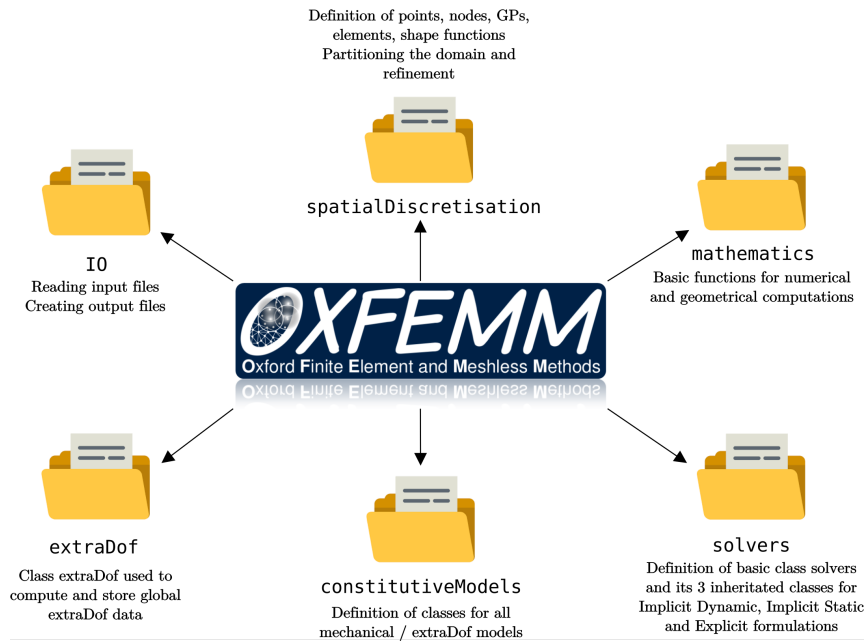 Definition of points, nodes, GPs,
elements, shape functions
Partitioning the domain and
refinement
spatialDiscretisation
IO
Reading input files
Creating output files
mathematics
Basic functions for numerical
and geometrical computations
OXFEMM
Oxford Finite Element and Meshless Methods
extraDof
Class extraDof used to
compute and store global
extraDof data
constitutiveModels
Definition of classes for all
mechanical / extraDof models
solvers
Definition of basic class solvers
and its 3 inheritated classes for
Implicit Dynamic, Implicit Static
and Explicit formulations